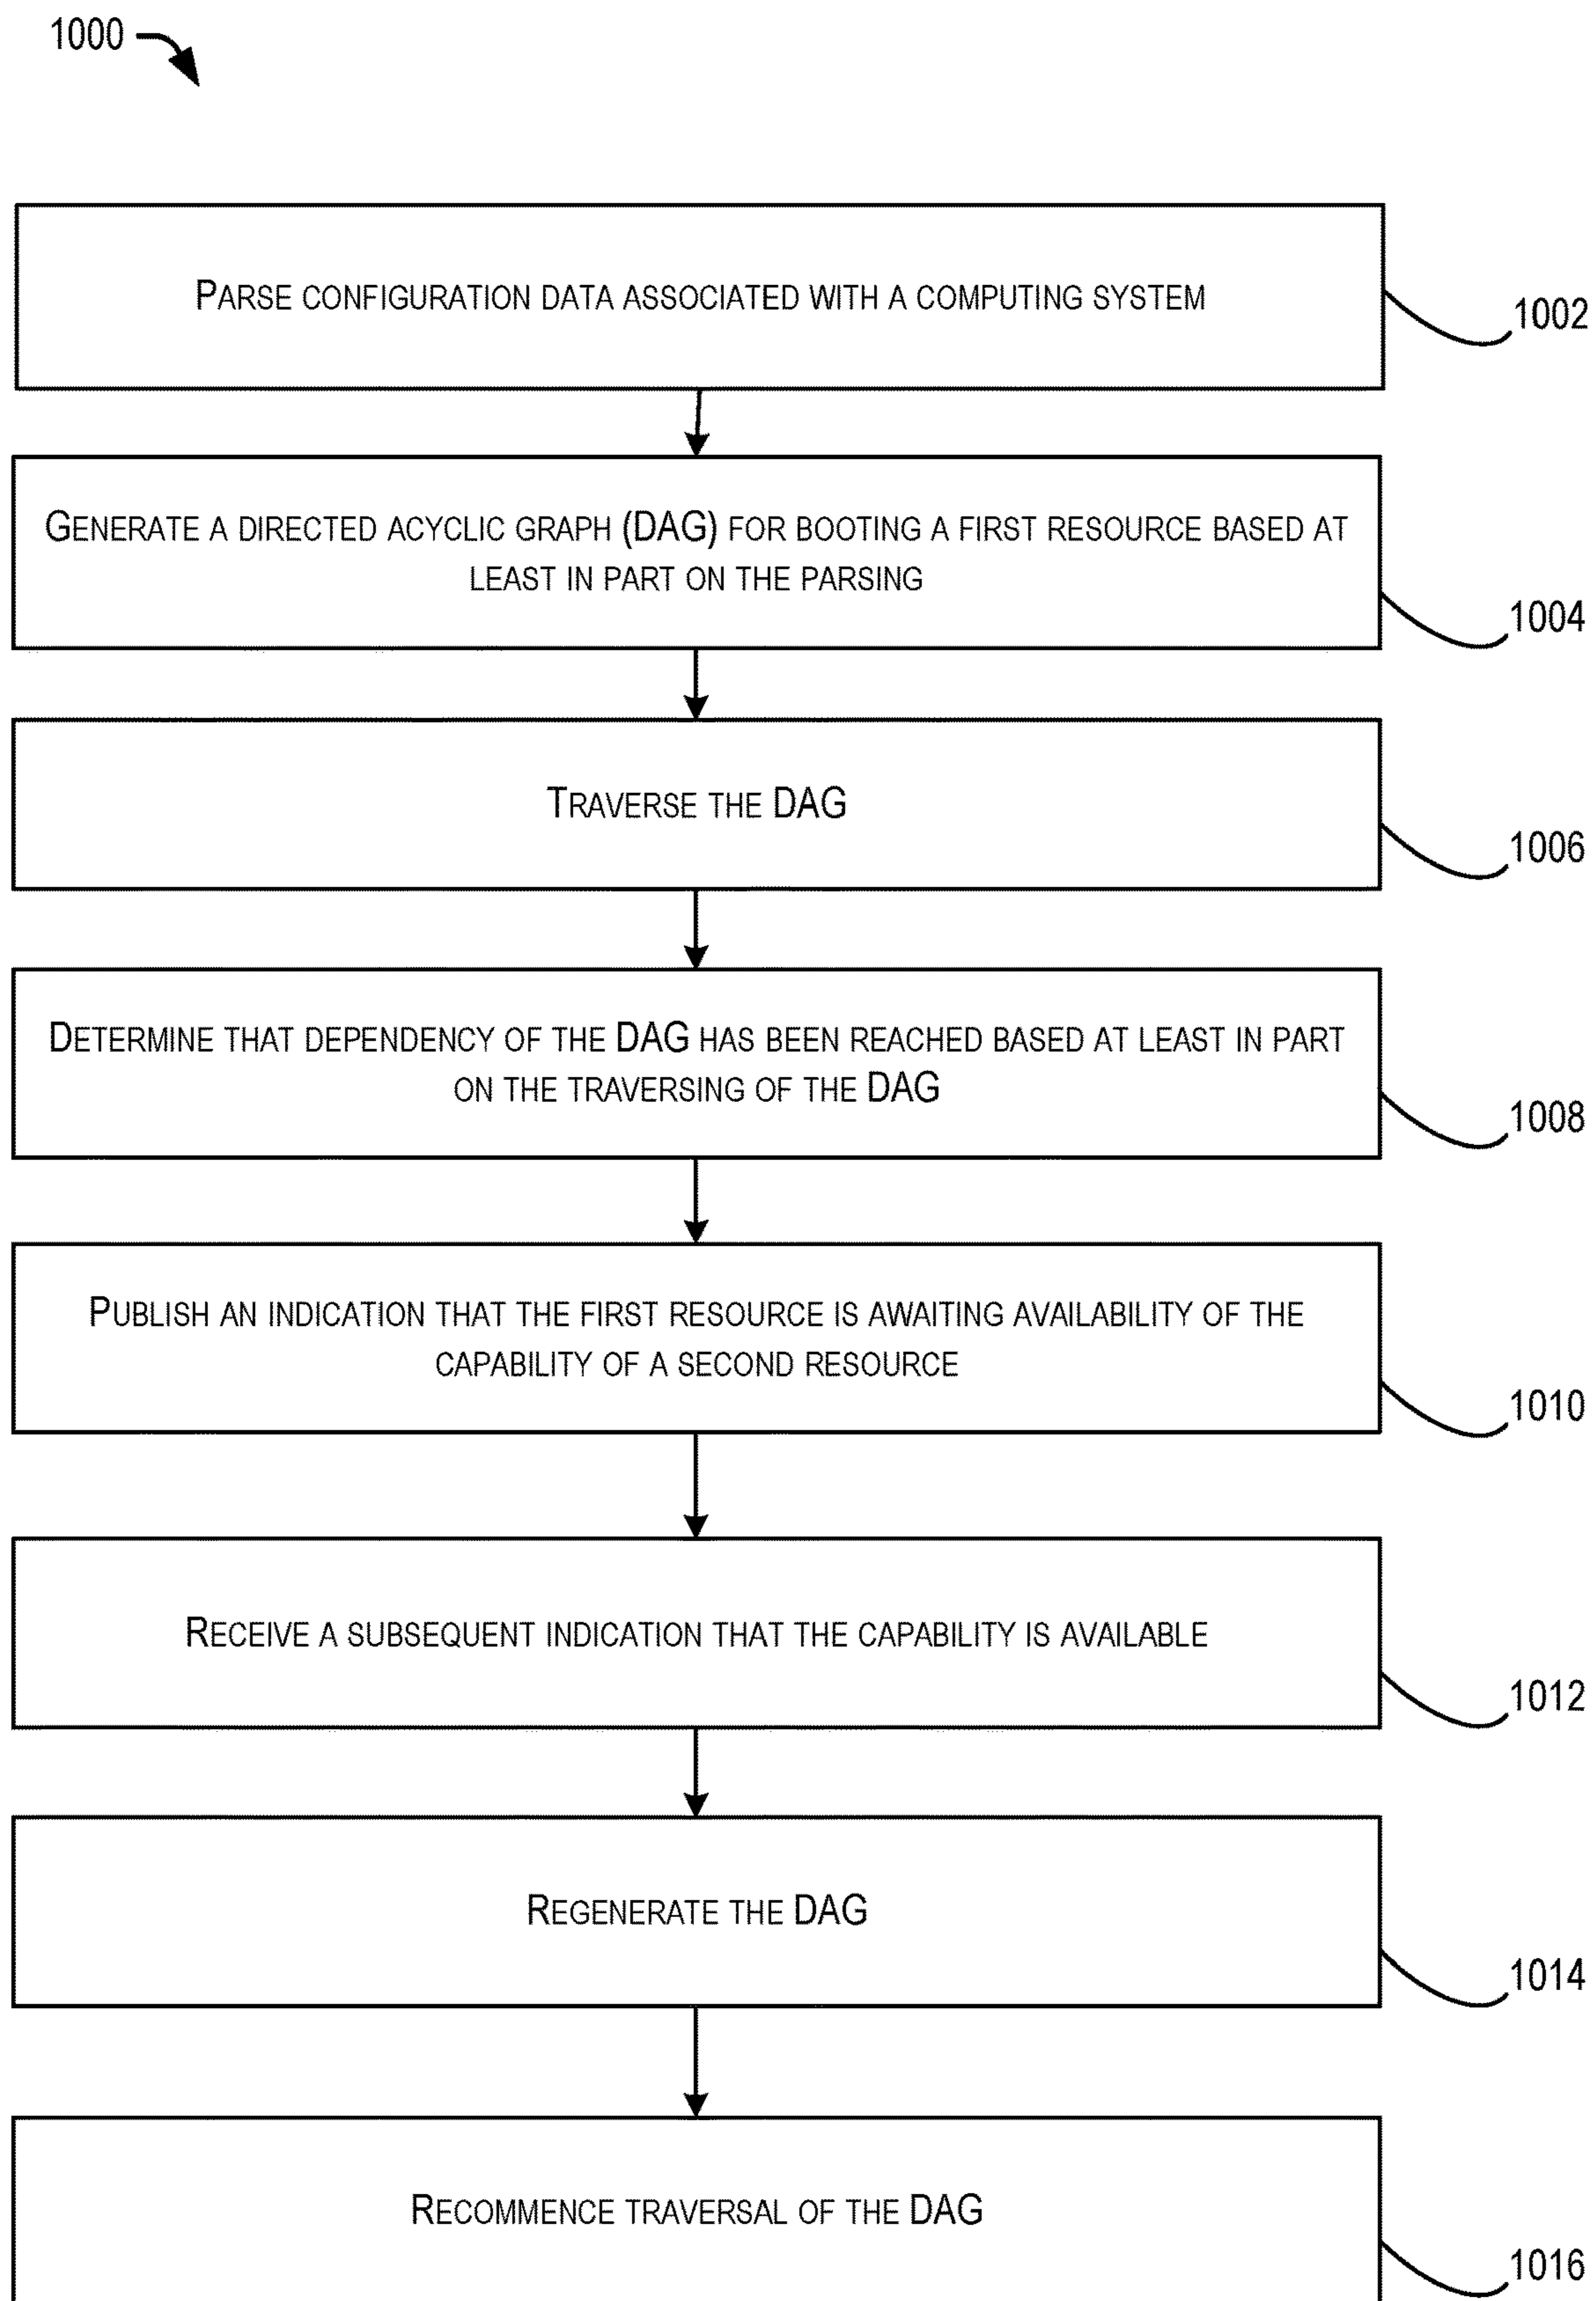 1000
PARSE CONFIGURATION DATA ASSOCIATED WITH A COMPUTING SYSTEM
1002
GENERATE A DIRECTED ACYCLIC GRAPH (DAG) FOR BOOTING A FIRST RESOURCE BASED AT
LEAST IN PART ON THE PARSING
1004
TRAVERSE THE DAG
1006
DETERMINE THAT DEPENDENCY OF THE DAG HAS BEEN REACHED BASED AT LEAST IN PART
ON THE TRAVERSING OF THE DAG
1008
PUBLISH AN INDICATION THAT THE FIRST RESOURCE IS AWAITING AVAILABILITY OF THE
CAPABILITY OF A SECOND RESOURCE
1010
RECEIVE A SUBSEQUENT INDICATION THAT THE CAPABILITY IS AVAILABLE
1012
REGENERATE THE DAG
1014
RECOMMENCE TRAVERSAL OF THE DAG
1016